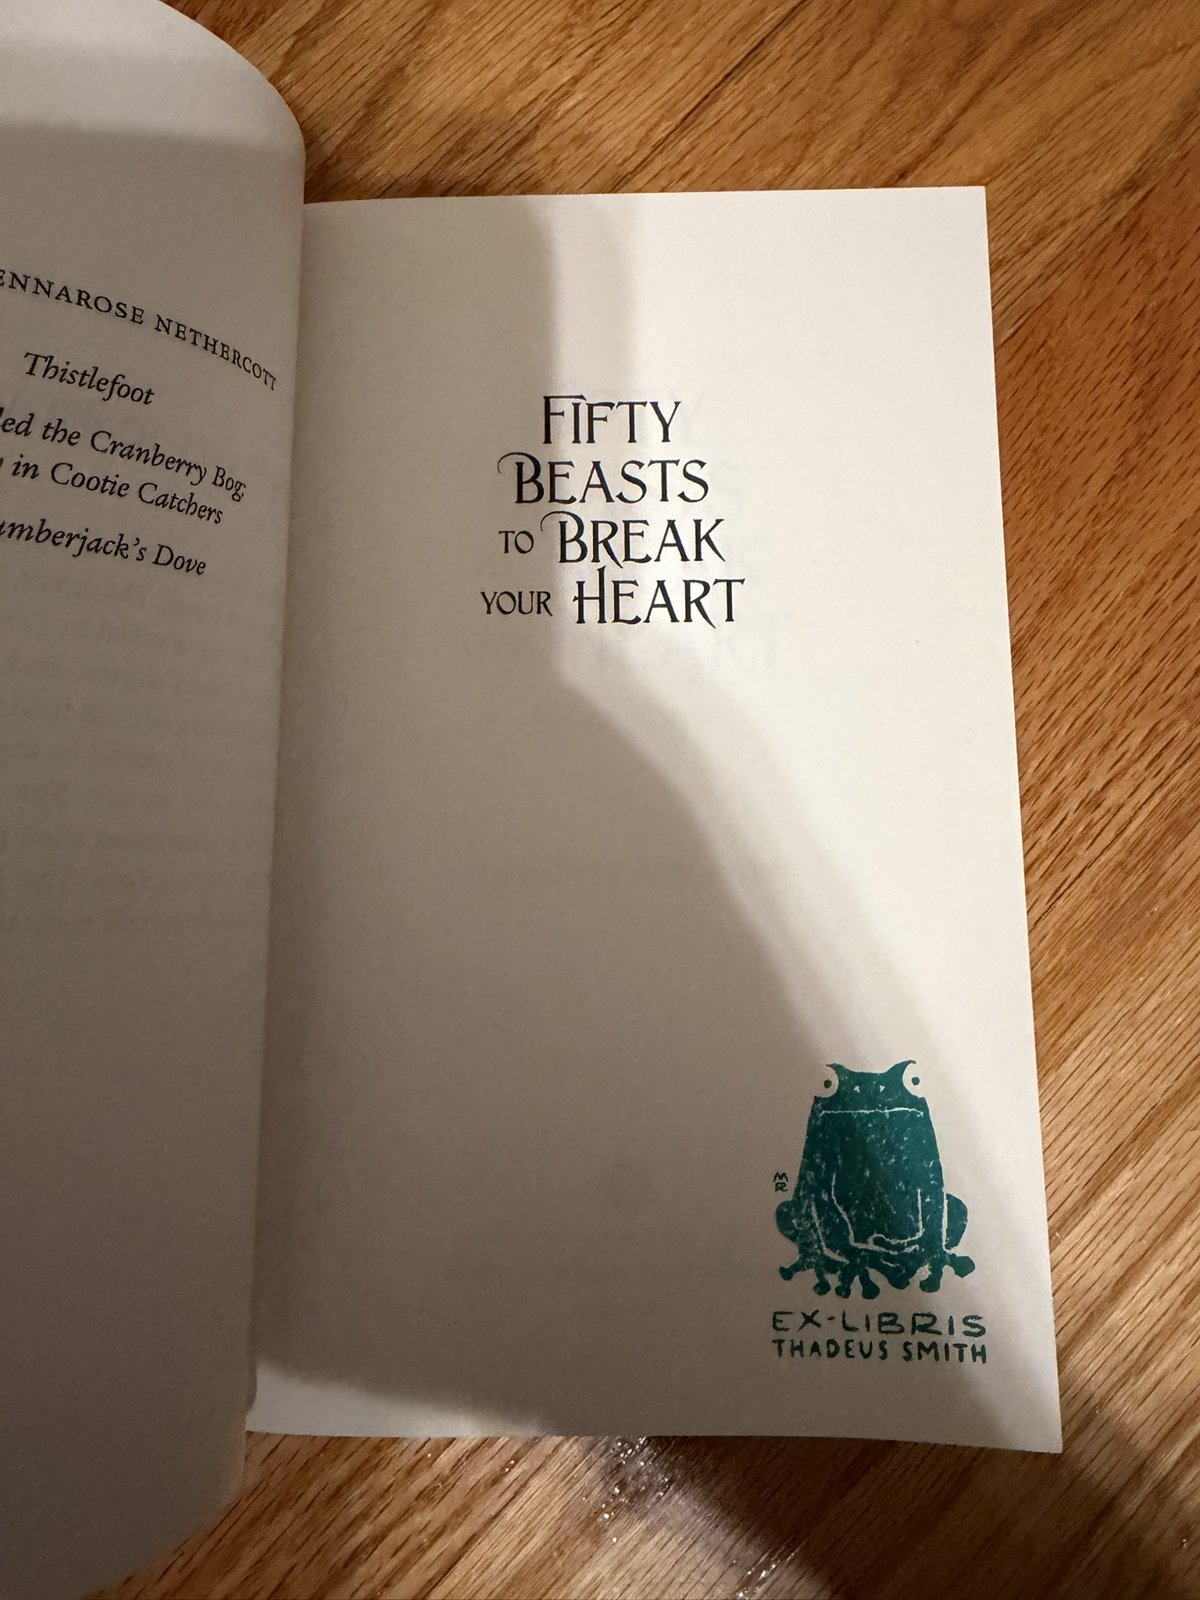 ENNAROSE NETHERCOTT
Thistlefoot
the Cranberry Bog
in Cootie Catchers
umberjack's Dove
FIFTY
BEASTS
TO BREAK
YOUR HEART
MR
EX-LIBRIS
THADEUS SMITH